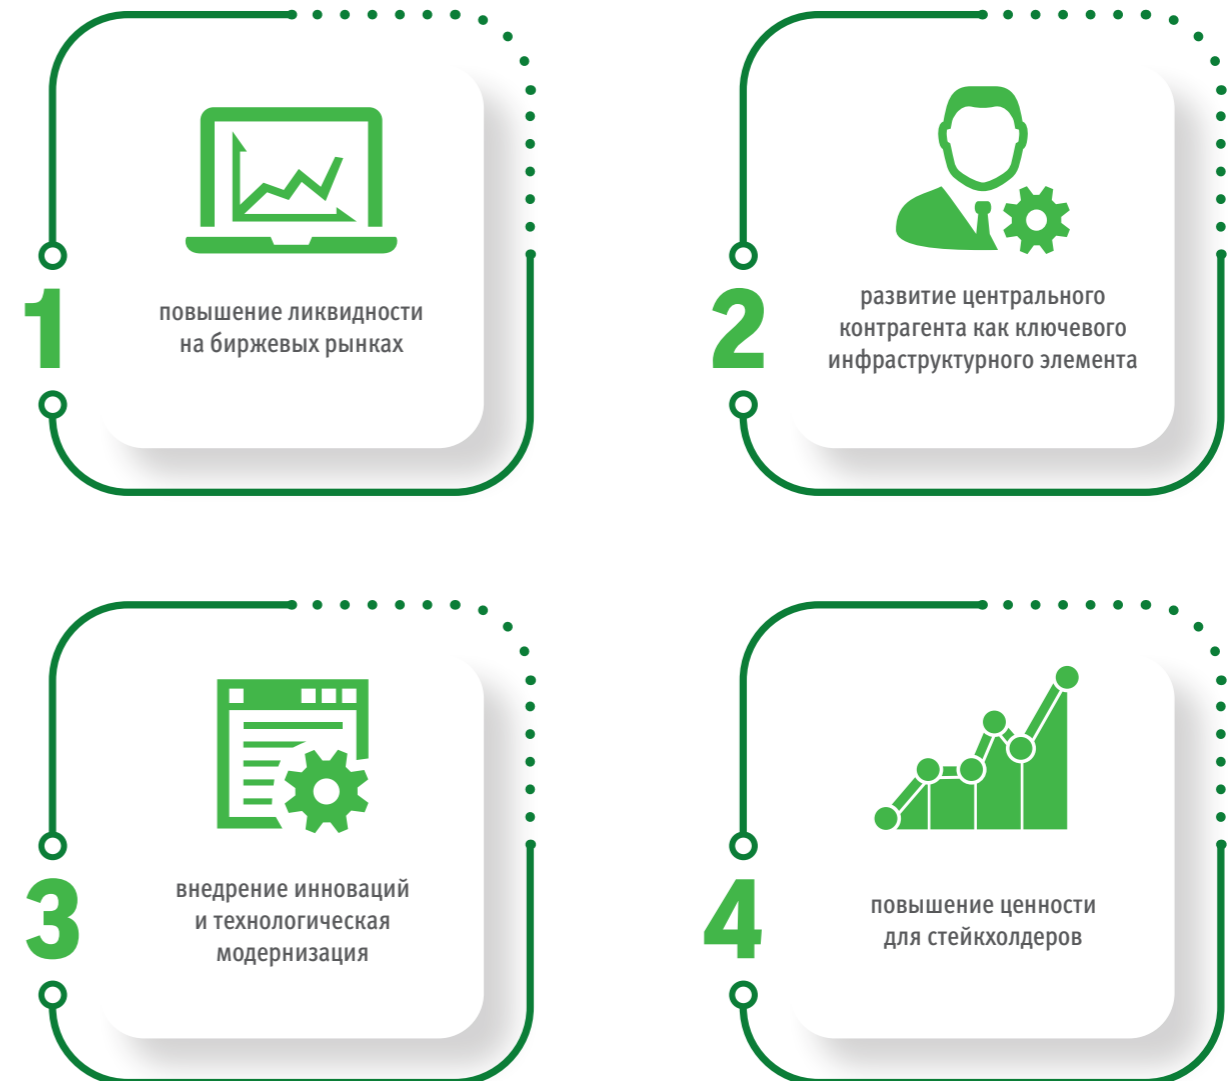 1
повышение ликвидности
на биржевых рынках
2
развитие центрального
контрагента как ключевого
инфраструктурного элемента
3
внедрение инноваций
и технологическая
модернизация
4
повышение ценности
для стейкхолдеров